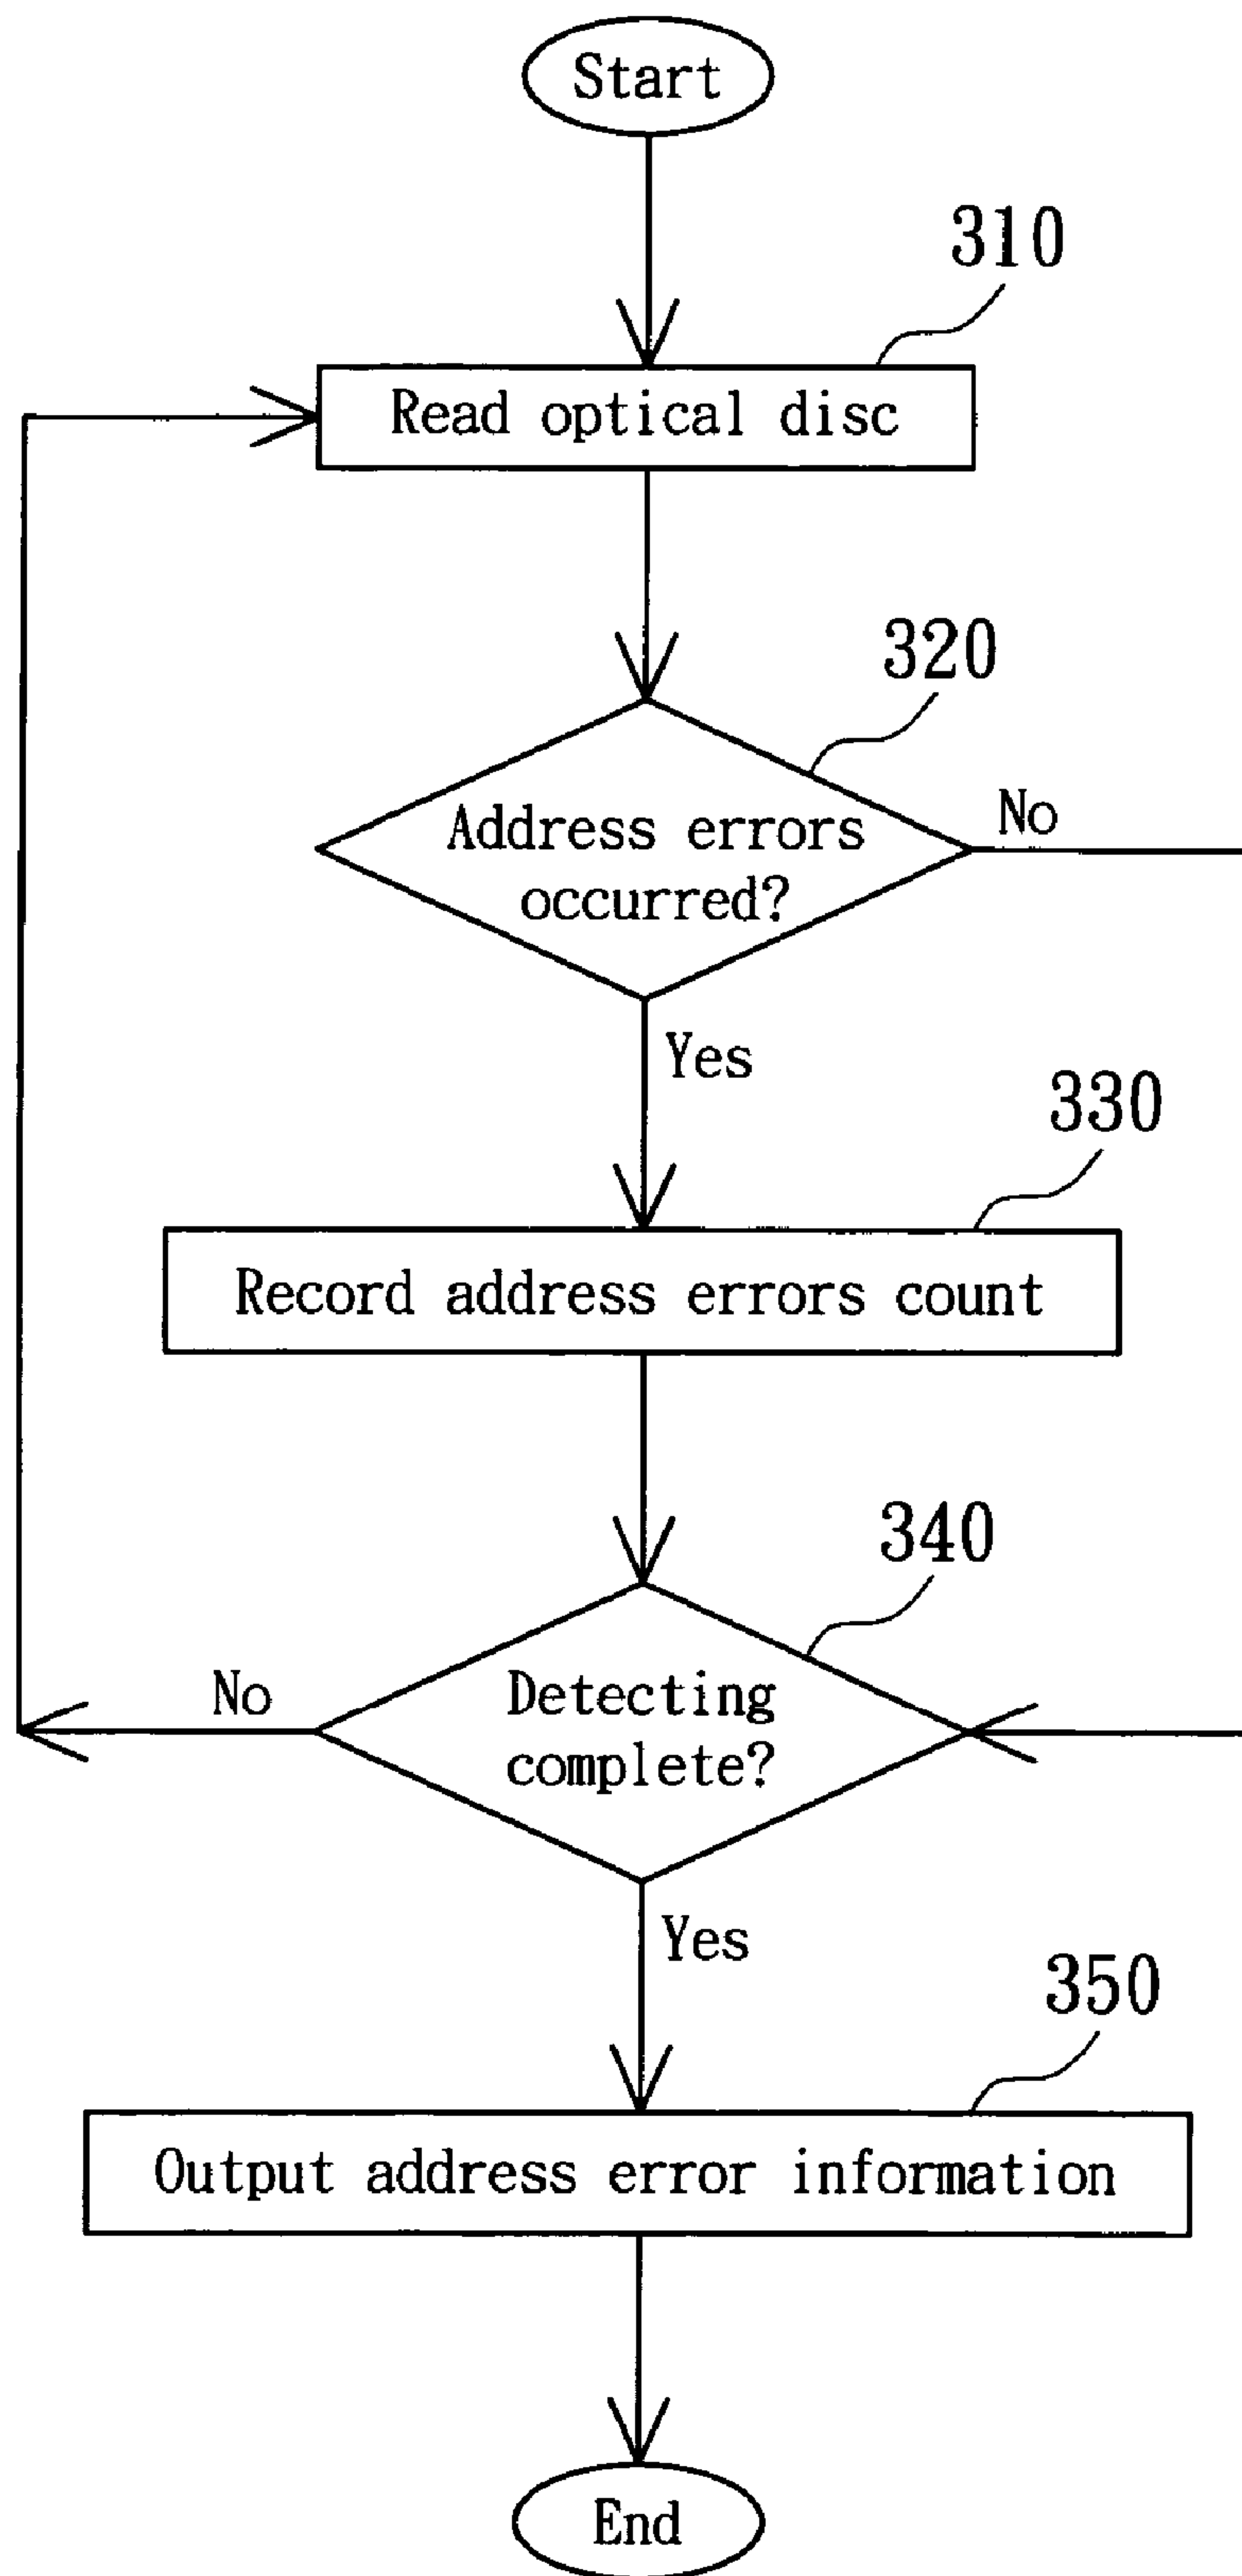 Start
310
Read optical disc
320
Address errors
occurred?
No
Yes
330
Record address errors count
340
No
Detecting
complete?
Yes
350
Output address error information
End